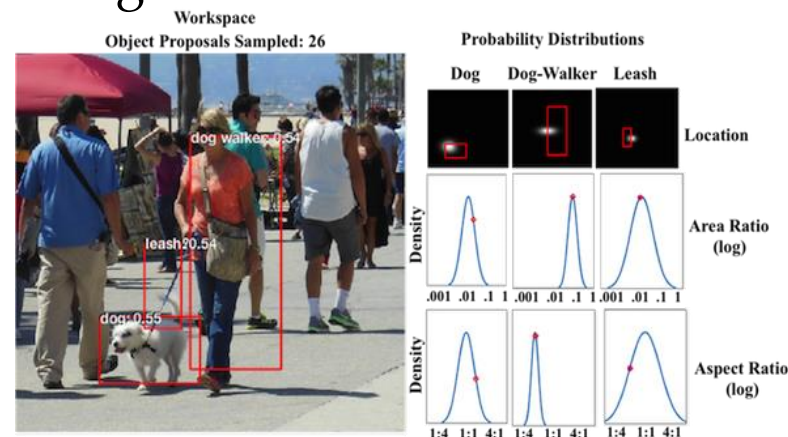 Workspace
Object Proposals Sampled: 26
dog walker: 0.54
leash?0.54
dog: 0.55
Probability Distributions
Dog Dog-Walker Leash
Location
Density
Area Ratio
(log)
.001 .01 .1 .001 .01 .1 1 .001 .01 .1 1
Density
Aspect Ratio
(log)
1:4 1:1 4:1 1:4 1:1 4:1 1:4 1:1 4:1